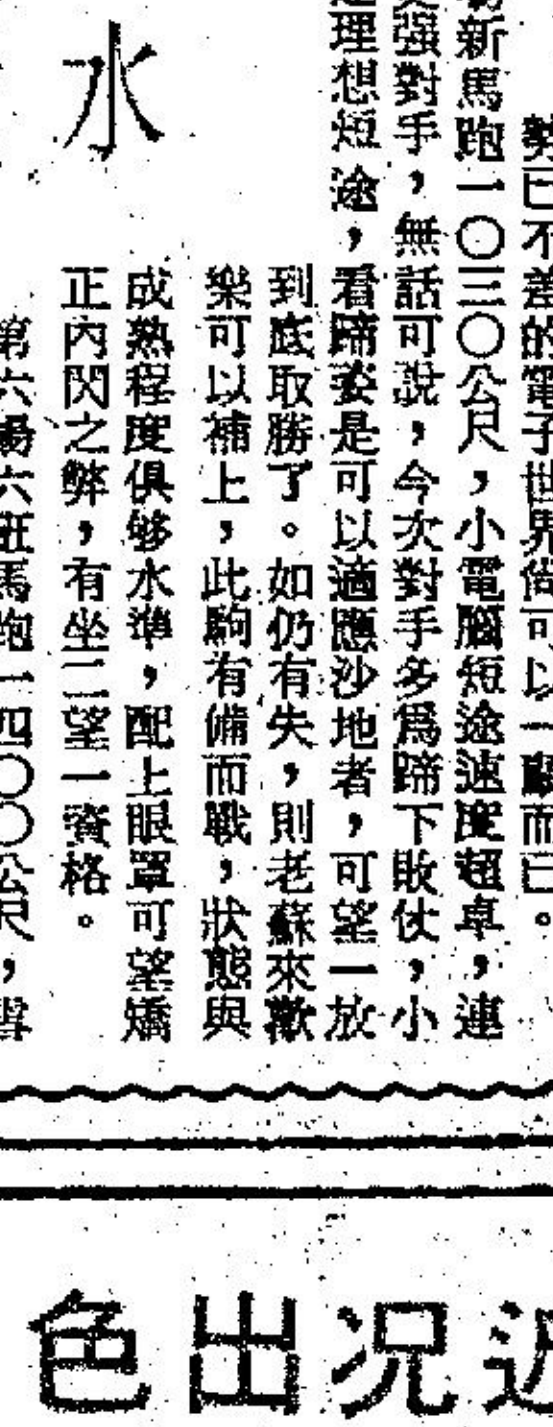 勢已不差的電子世界尚可以一鬬而已。
新馬跑一〇三〇公尺，小電腦短途速度超卓，連
强對手，無話可說，今次對手多爲蹄下敗仗，小
理想短途，看蹄姿是可以適應沙地者，可望一放
到底取勝了。如仍有失，則老蘇來歡
樂可以補上，此駒有備而戰，狀態與
成熟程度俱够水準，配上眼罩可望矯
正內閃之弊，有坐二望一資格。
第六場六班馬跑一四〇〇公尺，
水
近況出色